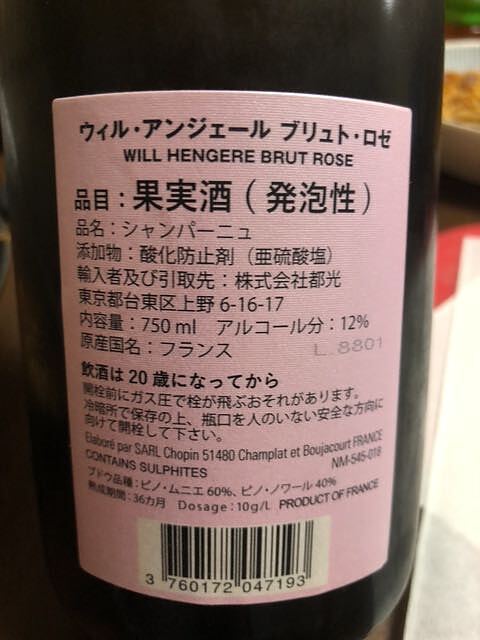 ウィル・アンジェール ブリュト・ロゼ
WILL HENGERE BRUT ROSE
品目：果実酒（発泡性）
品名：シャンパーニュ
添加物：酸化防止剤（亜硫酸塩）
輸入者及び引取先：株式会社都光
東京都台東区上野 6-16-17
内容量：750 ml　アルコール分：12%
原産国名：フランス
L.8801
飲酒は 20 歳になってから
開栓前にガス圧で栓が飛ぶおそれがあります。
冷暗所で保存の上、瓶口を人のいない安全な方向に
向けて開栓して下さい。
Elaboré par SARL Chopin 51480 Champlat et Boujacourt FRANCE
CONTAINS SULPHITES
NM-545-018
ブドウ品種：ピノ・ムニエ 60%、ピノ・ノワール 40%
熟成期間：36カ月　Dosage：10g/L
PRODUCT OF FRANCE
3 760172 047193